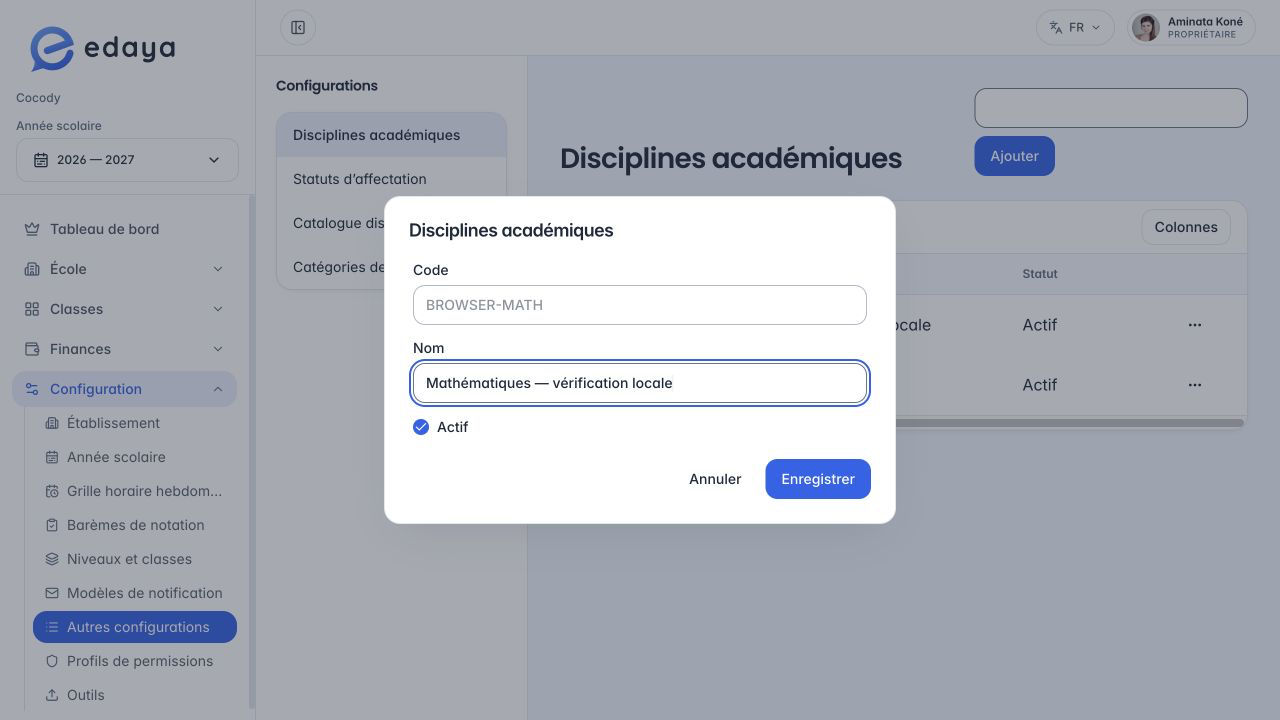 edaya
Cocody
Année scolaire
2026 — 2027
Tableau de bord
École
Classes
Finances
Configuration
Établissement
Année scolaire
Grille horaire hebdom...
Barèmes de notation
Niveaux et classes
Modèles de notification
Autres configurations
Profils de permissions
Outils
FR
Aminata Koné
PROPRIÉTAIRE
Configurations
Disciplines académiques
Statuts d’affectation
Catalogue dis
Catégories de
Disciplines académiques
Ajouter
Colonnes
Statut
ocale
Actif
Actif
Disciplines académiques
Code
BROWSER-MATH
Nom
Mathématiques — vérification locale
Actif
Annuler
Enregistrer